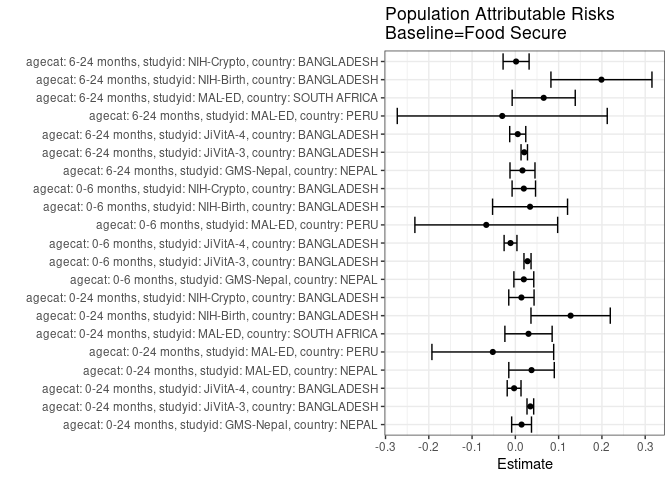 Population Attributable Risks
Baseline=Food Secure
agecat: 6-24 months, studyid: NIH-Crypto, country: BANGLADESH
agecat: 6-24 months, studyid: NIH-Birth, country: BANGLADESH
agecat: 6-24 months, studyid: MAL-ED, country: SOUTH AFRICA
agecat: 6-24 months, studyid: MAL-ED, country: PERU
agecat: 6-24 months, studyid: JiVitA-4, country: BANGLADESH
agecat: 6-24 months, studyid: JiVitA-3, country: BANGLADESH
agecat: 6-24 months, studyid: GMS-Nepal, country: NEPAL
agecat: 0-6 months, studyid: NIH-Crypto, country: BANGLADESH
agecat: 0-6 months, studyid: NIH-Birth, country: BANGLADESH
agecat: 0-6 months, studyid: MAL-ED, country: PERU
agecat: 0-6 months, studyid: JiVitA-4, country: BANGLADESH
agecat: 0-6 months, studyid: JiVitA-3, country: BANGLADESH
agecat: 0-6 months, studyid: GMS-Nepal, country: NEPAL
agecat: 0-24 months, studyid: NIH-Crypto, country: BANGLADESH
agecat: 0-24 months, studyid: NIH-Birth, country: BANGLADESH
agecat: 0-24 months, studyid: MAL-ED, country: SOUTH AFRICA
agecat: 0-24 months, studyid: MAL-ED, country: PERU
agecat: 0-24 months, studyid: MAL-ED, country: NEPAL
agecat: 0-24 months, studyid: JiVitA-4, country: BANGLADESH
agecat: 0-24 months, studyid: JiVitA-3, country: BANGLADESH
agecat: 0-24 months, studyid: GMS-Nepal, country: NEPAL
-0.3 -0.2 -0.1 0.0 0.1 0.2 0.3
Estimate